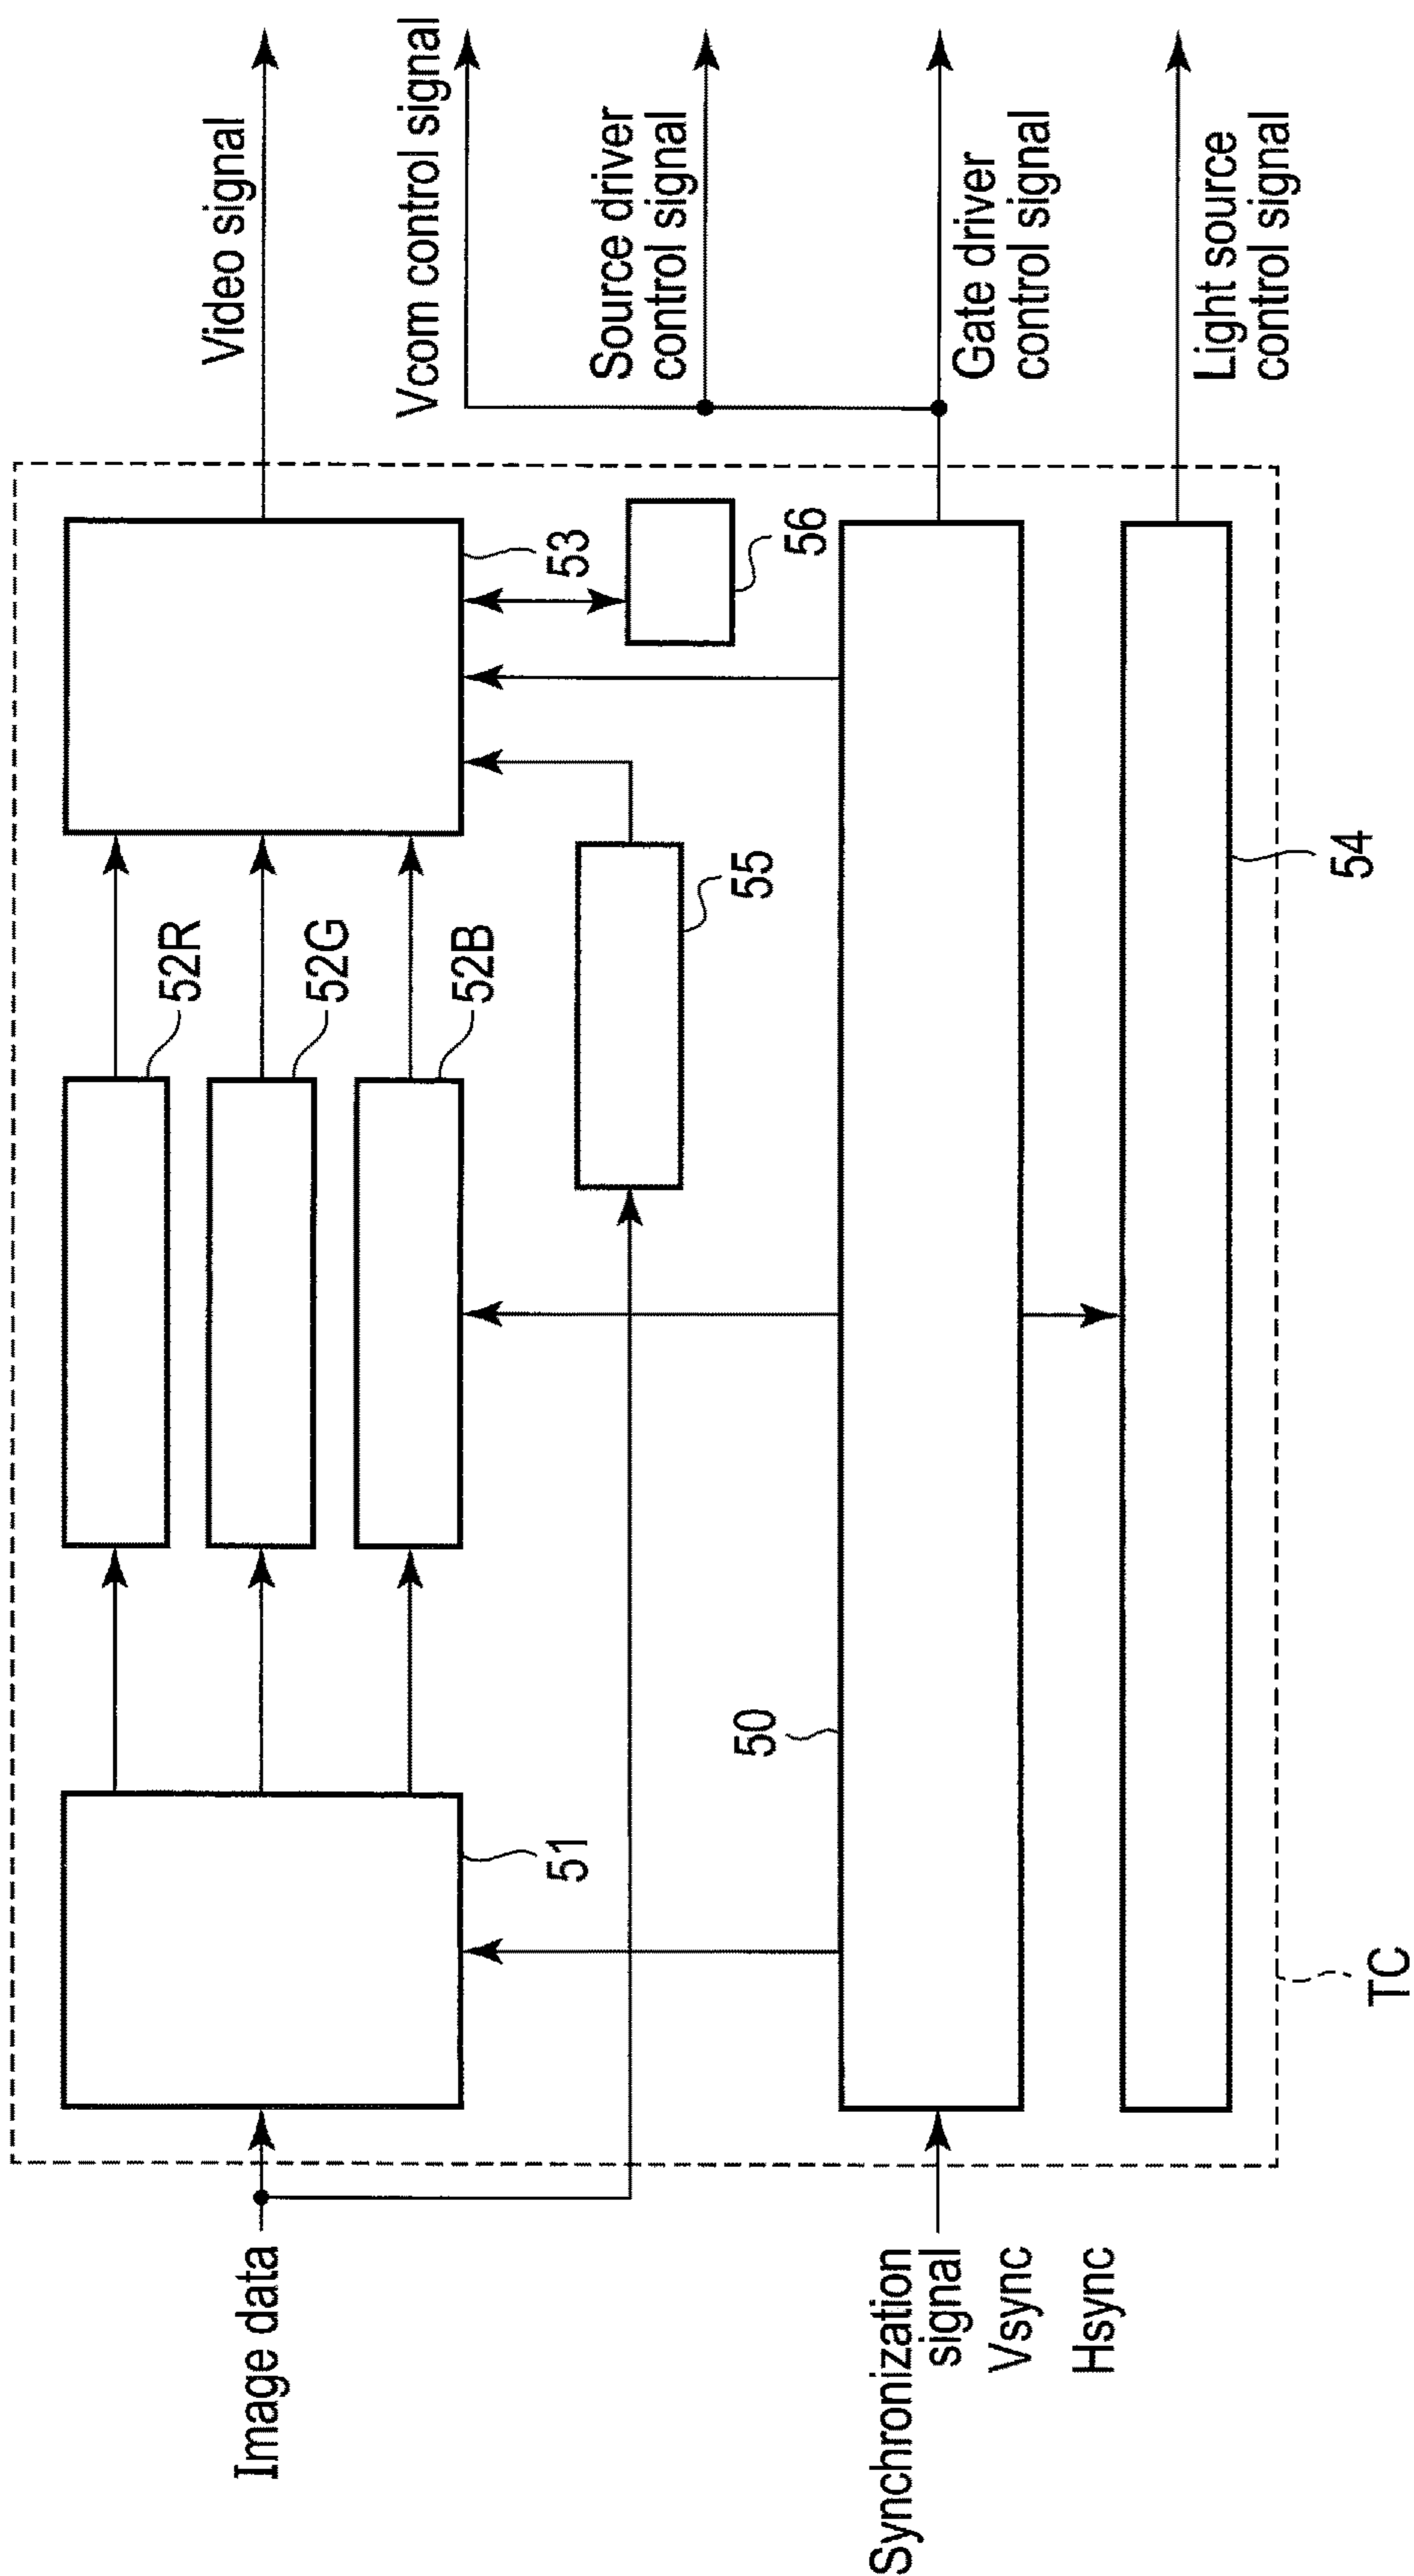 Video signal
Vcom control signal
Source driver
control signal
Gate driver
control signal
Light source
control signal
53
56
52R
52G
52B
55
54
50
51
TC
Image data
Synchronization
signal
Vsync
Hsync